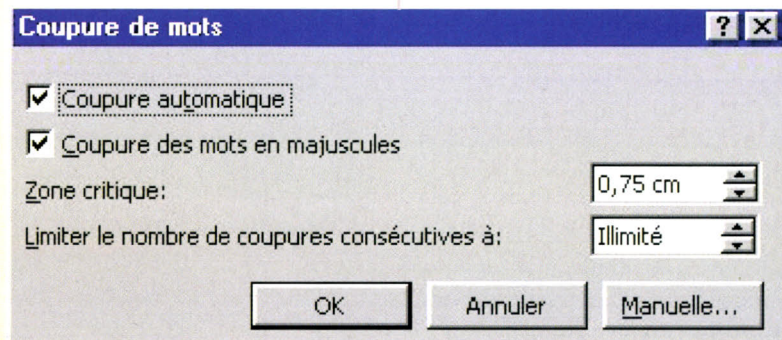 Coupure de mots
Coupure automatique
Coupure des mots en majuscules
Zone critique: 0,75 cm
Limiter le nombre de coupures consécutives à: Illimité
OK Annuler Manuelle...